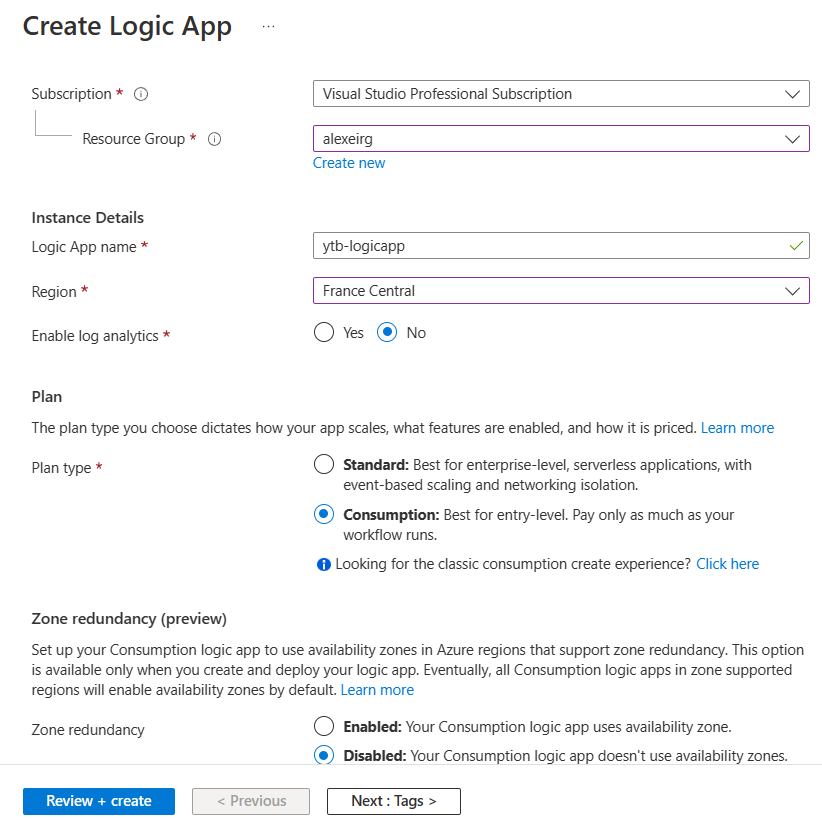 Create Logic App ...
Subscription *
Visual Studio Professional Subscription
Resource Group *
alexeirg
Create new
Instance Details
Logic App name *
ytb-logicapp
Region *
France Central
Enable log analytics *
Yes No
Plan
The plan type you choose dictates how your app scales, what features are enabled, and how it is priced. Learn more
Plan type *
Standard: Best for enterprise-level, serverless applications, with
event-based scaling and networking isolation.
Consumption: Best for entry-level. Pay only as much as your
workflow runs.
Looking for the classic consumption create experience? Click here
Zone redundancy (preview)
Set up your Consumption logic app to use availability zones in Azure regions that support zone redundancy. This option
is available only when you create and deploy your logic app. Eventually, all Consumption logic apps in zone supported
regions will enable availability zones by default. Learn more
Zone redundancy
Enabled: Your Consumption logic app uses availability zone.
Disabled: Your Consumption logic app doesn't use availability zones.
Review + create
< Previous
Next : Tags >